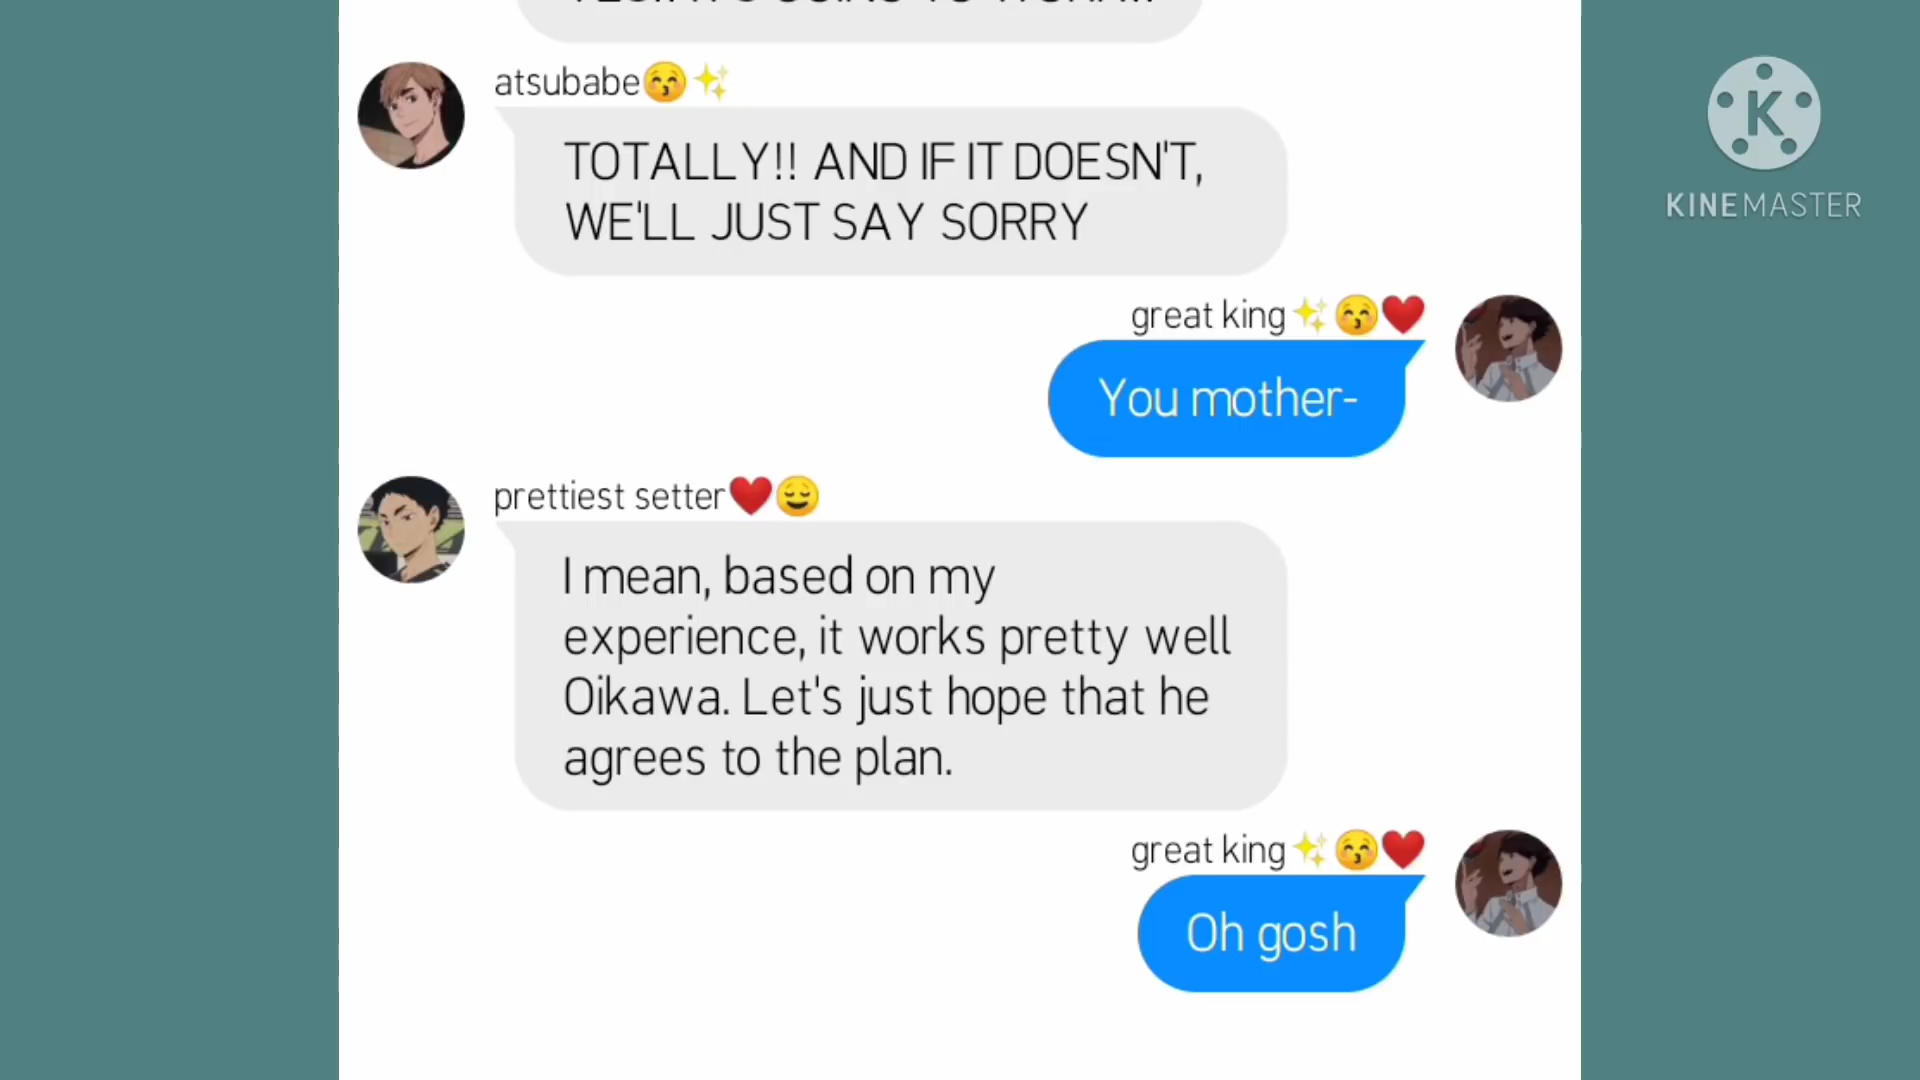 atsubabe😚✨
TOTALLY!! AND IF IT DOESN'T,
WE'LL JUST SAY SORRY
great king✨😚❤️
You mother-
prettiest setter❤️😌
I mean, based on my
experience, it works pretty well
Oikawa. Let's just hope that he
agrees to the plan.
great king✨😚❤️
Oh gosh
K
KINEMASTER